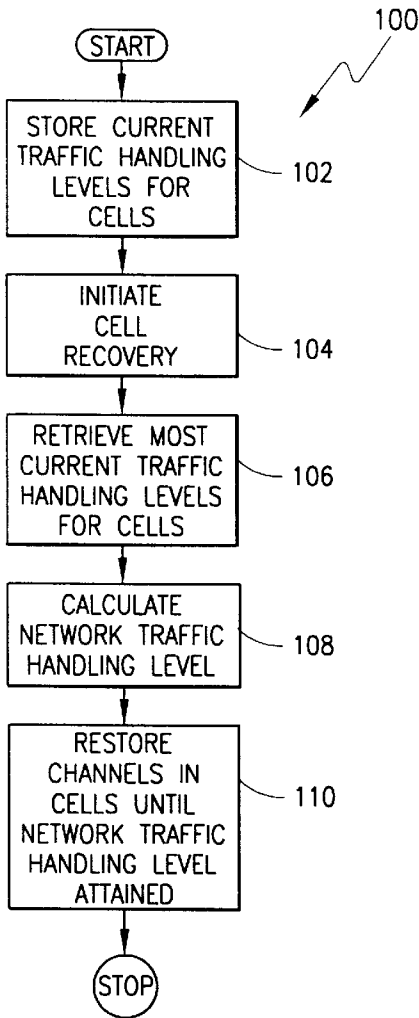 START
100
STORE CURRENT
TRAFFIC HANDLING
LEVELS FOR
CELLS
102
INITIATE
CELL
RECOVERY
104
RETRIEVE MOST
CURRENT TRAFFIC
HANDLING LEVELS
FOR CELLS
106
CALCULATE
NETWORK TRAFFIC
HANDLING LEVEL
108
RESTORE
CHANNELS IN
CELLS UNTIL
NETWORK TRAFFIC
HANDLING LEVEL
ATTAINED
110
STOP